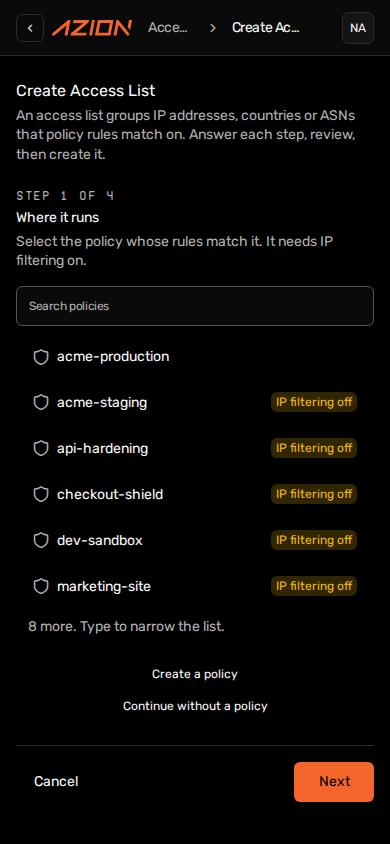 AZION
Acce...
Create Ac...
NA
Create Access List
An access list groups IP addresses, countries or ASNs
that policy rules match on. Answer each step, review,
then create it.
STEP 1 OF 4
Where it runs
Select the policy whose rules match it. It needs IP
filtering on.
Search policies
acme-production
acme-staging
IP filtering off
api-hardening
IP filtering off
checkout-shield
IP filtering off
dev-sandbox
IP filtering off
marketing-site
IP filtering off
8 more. Type to narrow the list.
Create a policy
Continue without a policy
Cancel
Next